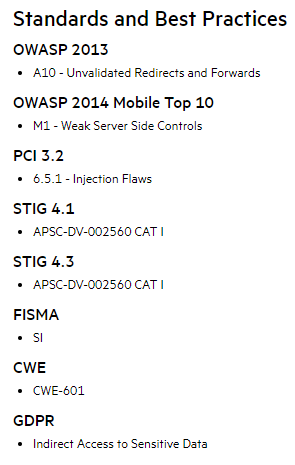 Standards and Best Practices
OWASP 2013
• A10 - Unvalidated Redirects and Forwards
OWASP 2014 Mobile Top 10
• M1 - Weak Server Side Controls
PCI 3.2
• 6.5.1 - Injection Flaws
STIG 4.1
• APSC-DV-002560 CAT I
STIG 4.3
• APSC-DV-002560 CAT I
FISMA
• SI
CWE
• CWE-601
GDPR
• Indirect Access to Sensitive Data